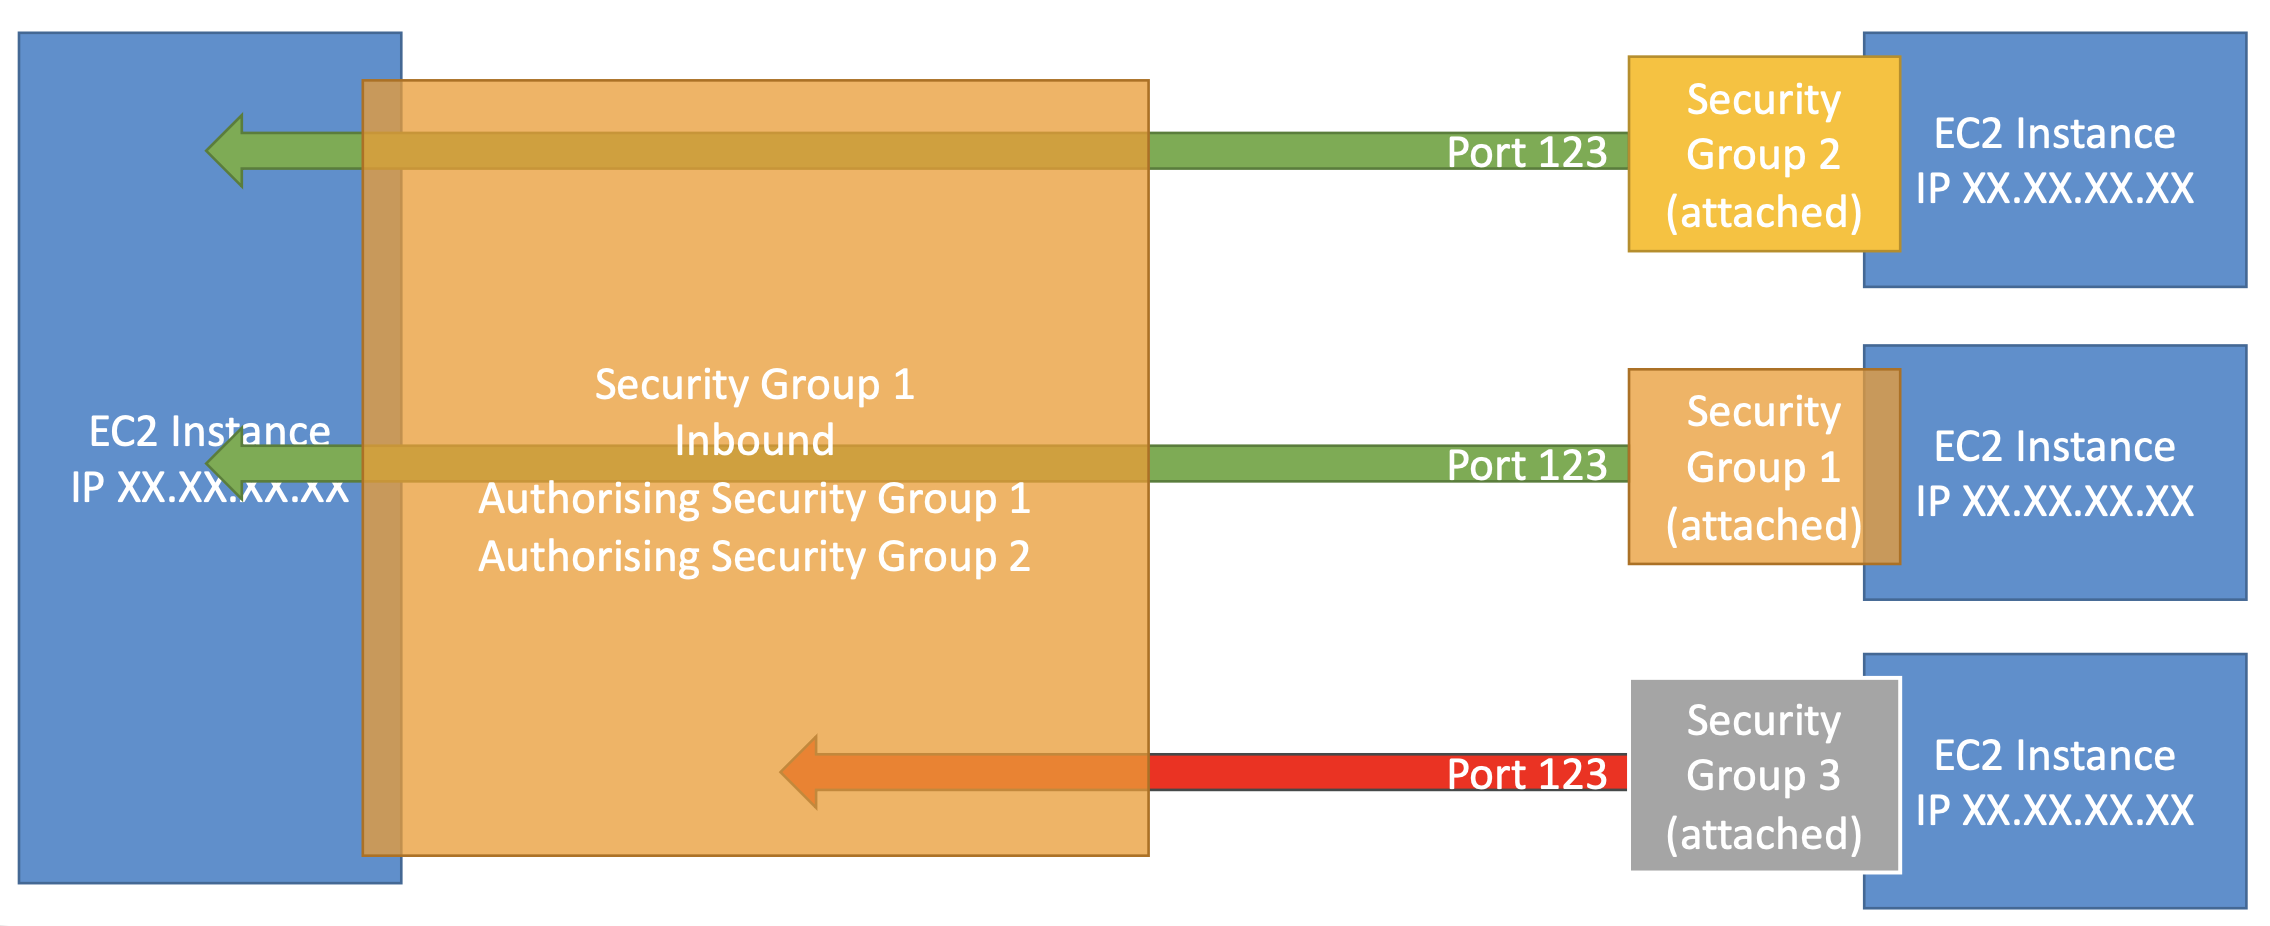 EC2 Instance
IP XX.XX.XX.XX
Security Group 1
Inbound
Authorising Security Group 1
Authorising Security Group 2
Port 123
Security
Group 2
(attached)
EC2 Instance
IP XX.XX.XX.XX
Port 123
Security
Group 1
(attached)
EC2 Instance
IP XX.XX.XX.XX
Port 123
Security
Group 3
(attached)
EC2 Instance
IP XX.XX.XX.XX